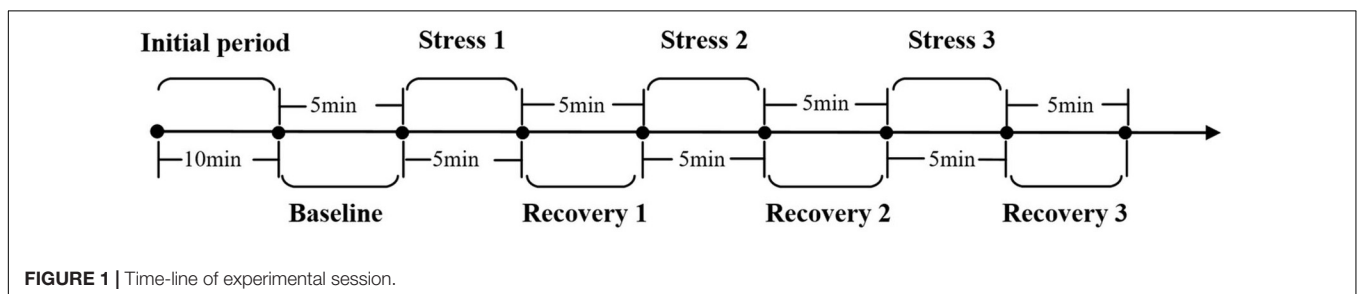 Initial period Stress 1 Stress 2 Stress 3
5min 5min 5min 5min
10min 5min 5min 5min
Baseline Recovery 1 Recovery 2 Recovery 3
FIGURE 1 | Time-line of experimental session.